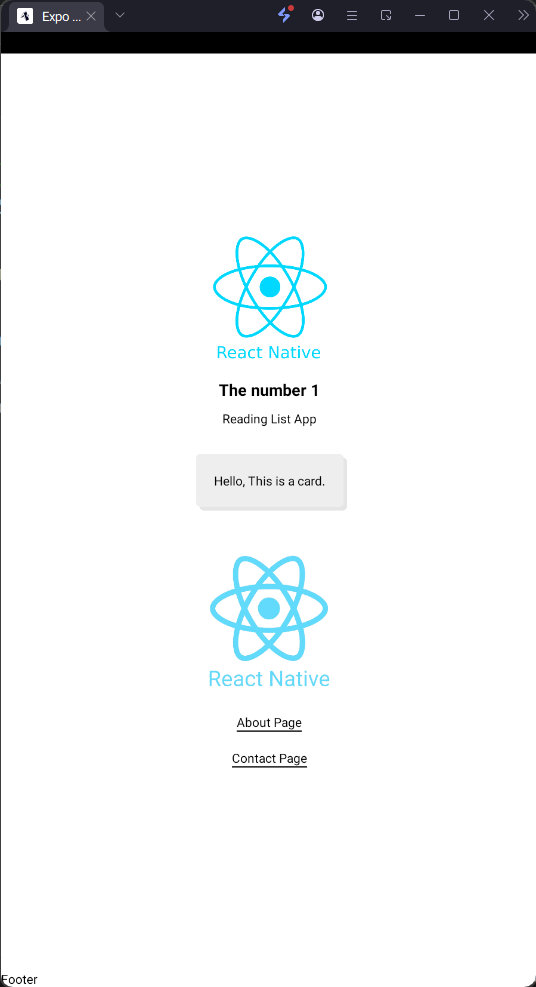 Expo ...
React Native
The number 1
Reading List App
Hello, This is a card.
React Native
About Page
Contact Page
Footer